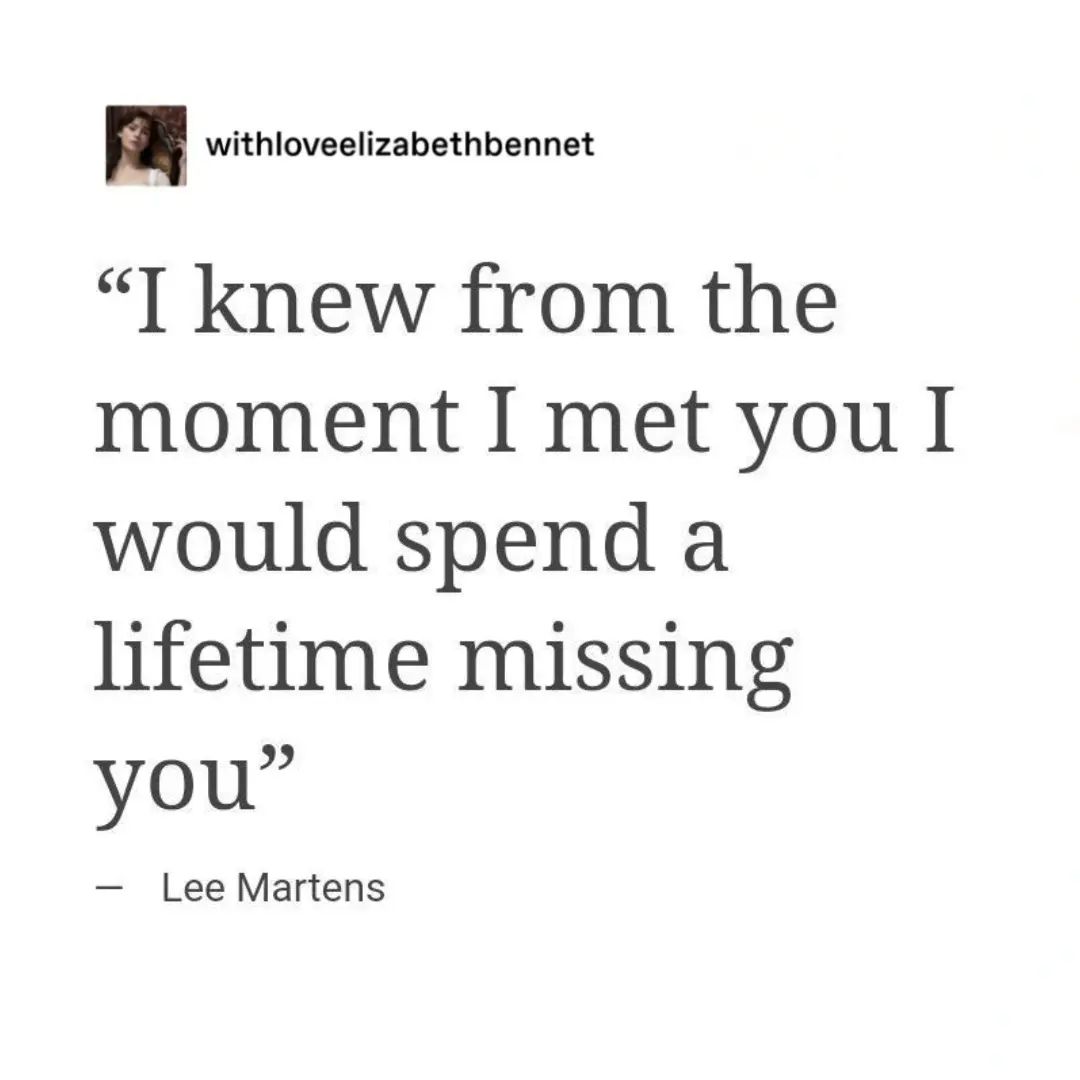 withloveelizabethbennet
“I knew from the
moment I met you I
would spend a
lifetime missing
you”
— Lee Martens